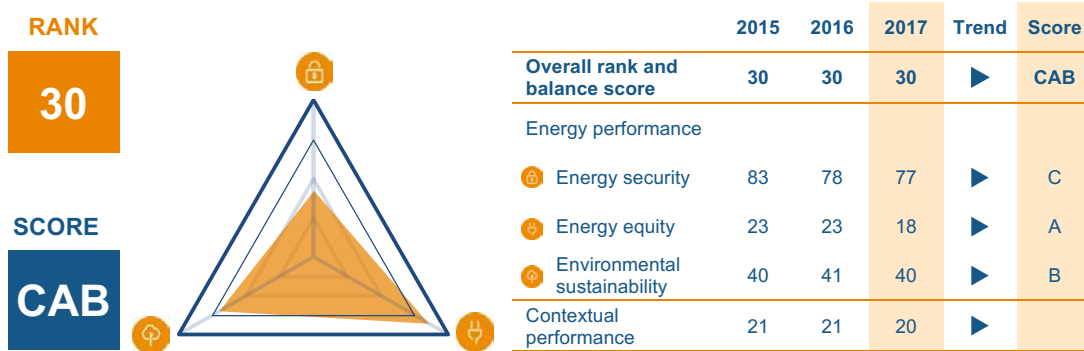 RANK
30
SCORE
CAB
2015 2016 2017 Trend Score
Overall rank and
balance score 30 30 30 CAB
Energy performance
Energy security 83 78 77 C
Energy equity 23 23 18 A
Environmental
sustainability 40 41 40 B
Contextual
performance 21 21 20